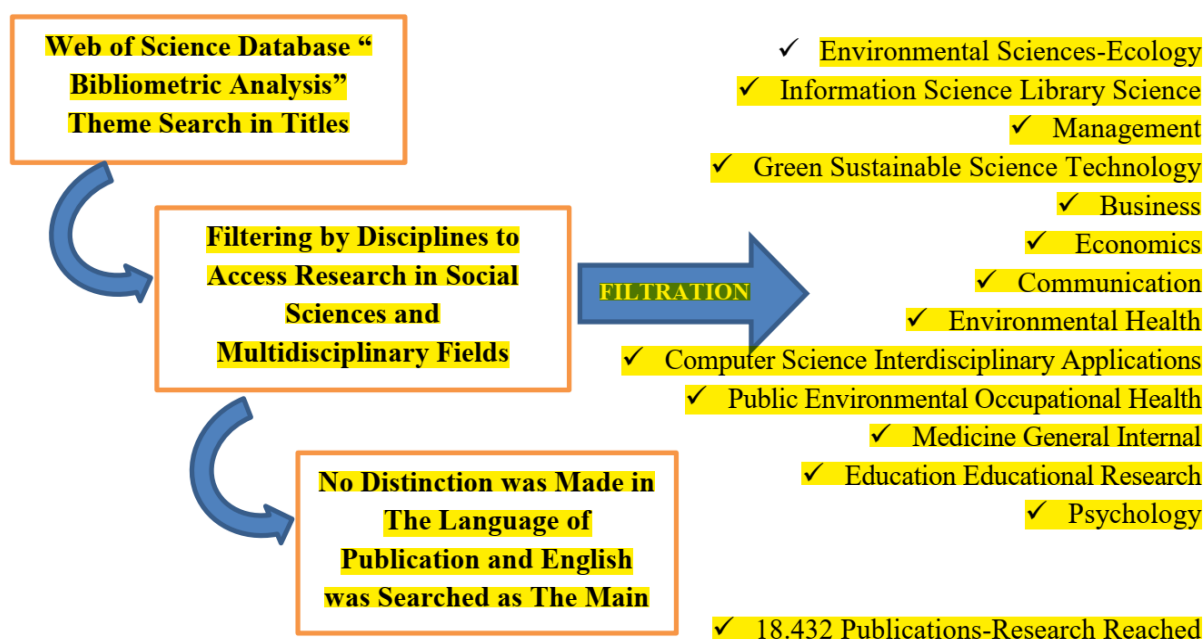 Web of Science Database “
Bibliometric Analysis”
Theme Search in Titles
Filtering by Disciplines to
Access Research in Social
Sciences and
Multidisciplinary Fields
No Distinction was Made in
The Language of
Publication and English
was Searched as The Main
FILTRATION
✓ Environmental Sciences-Ecology
✓ Information Science Library Science
✓ Management
✓ Green Sustainable Science Technology
✓ Business
✓ Economics
✓ Communication
✓ Environmental Health
✓ Computer Science Interdisciplinary Applications
✓ Public Environmental Occupational Health
✓ Medicine General Internal
✓ Education Educational Research
✓ Psychology
✓ 18.432 Publications-Research Reached